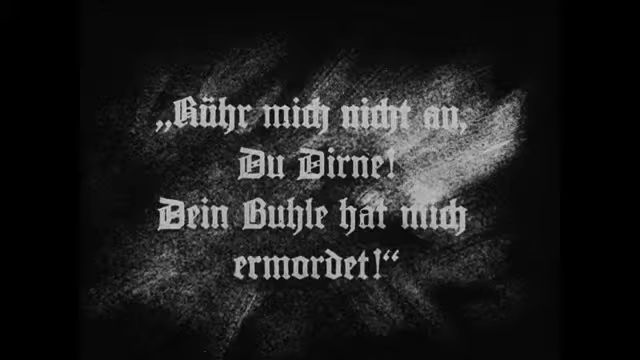 „Rühr mich nicht an,
Du Dirne!
Dein Buhle hat mich
ermordet!“